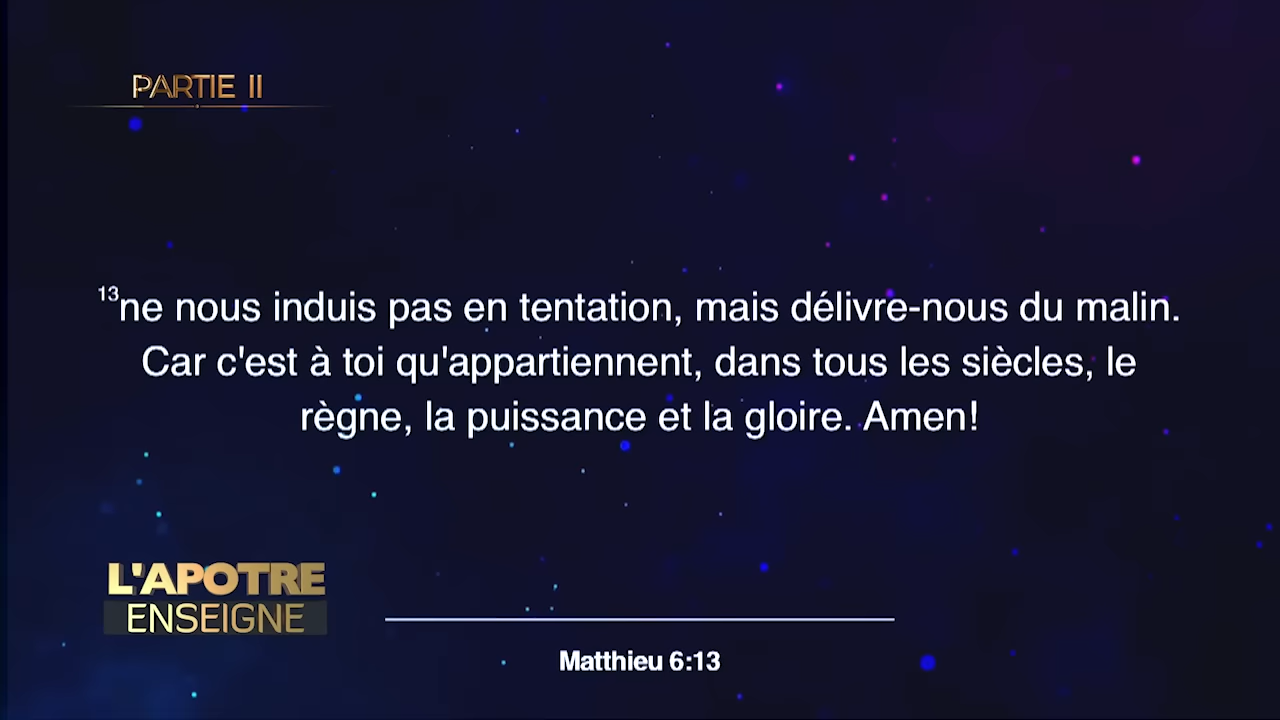 PARTIE II
13ne nous induis pas en tentation, mais délivre-nous du malin.
Car c'est à toi qu'appartiennent, dans tous les siècles, le
règne, la puissance et la gloire. Amen!
L'APOTRE
ENSEIGNE
Matthieu 6:13